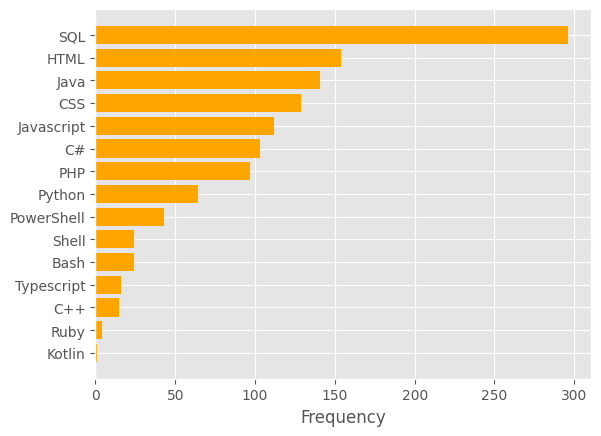 SQL
HTML
Java
CSS
Javascript
C#
PHP
Python
PowerShell
Shell
Bash
Typescript
C++
Ruby
Kotlin
0 50 100 150 200 250 300
Frequency